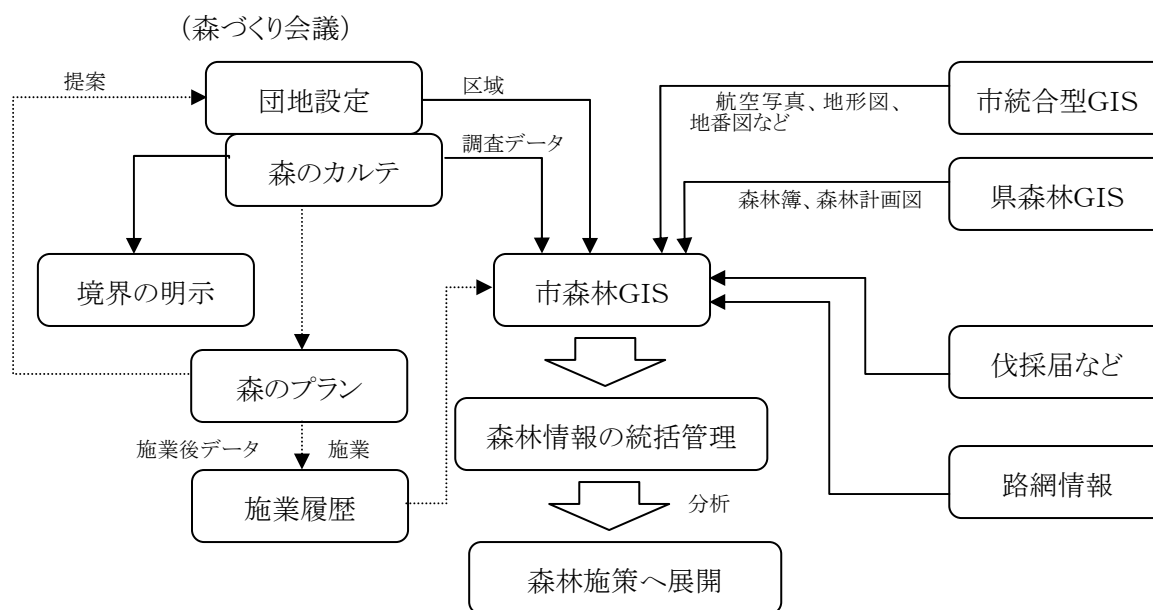 (森づくり会議)
提案
団地設定
区域
航空写真、地形図、
地番図など
市統合型GIS
調査データ
森のカルテ
森林簿、森林計画図
県森林GIS
境界の明示
市森林GIS
森のプラン
伐採届など
施業後データ
施業
森林情報の統括管理
施業履歴
分析
路網情報
森林施策へ展開